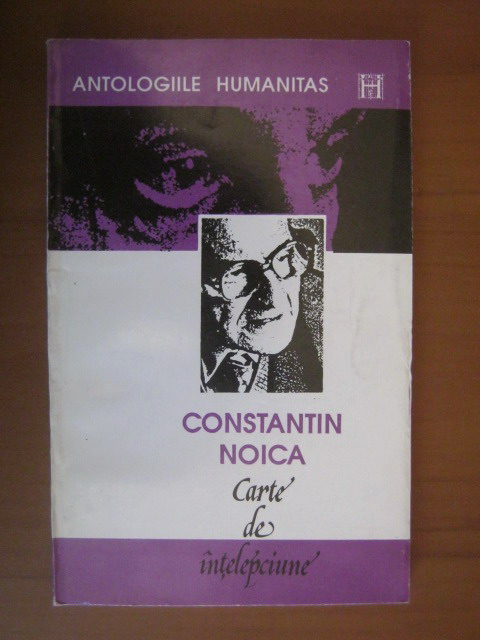 ANTOLOGIILE HUMANITAS
CONSTANTIN
NOICA
Carte
de
înțelepciune